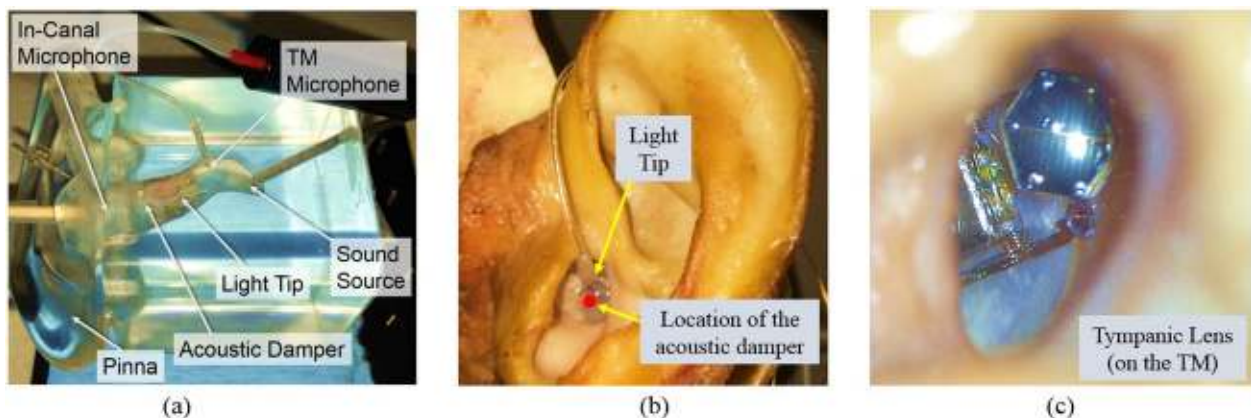 In-Canal
Microphone
TM
Microphone
Sound
Source
Light Tip
Acoustic Damper
Pinna
(a)
Light
Tip
Location of the
acoustic damper
(b)
Tympanic Lens
(on the TM)
(c)